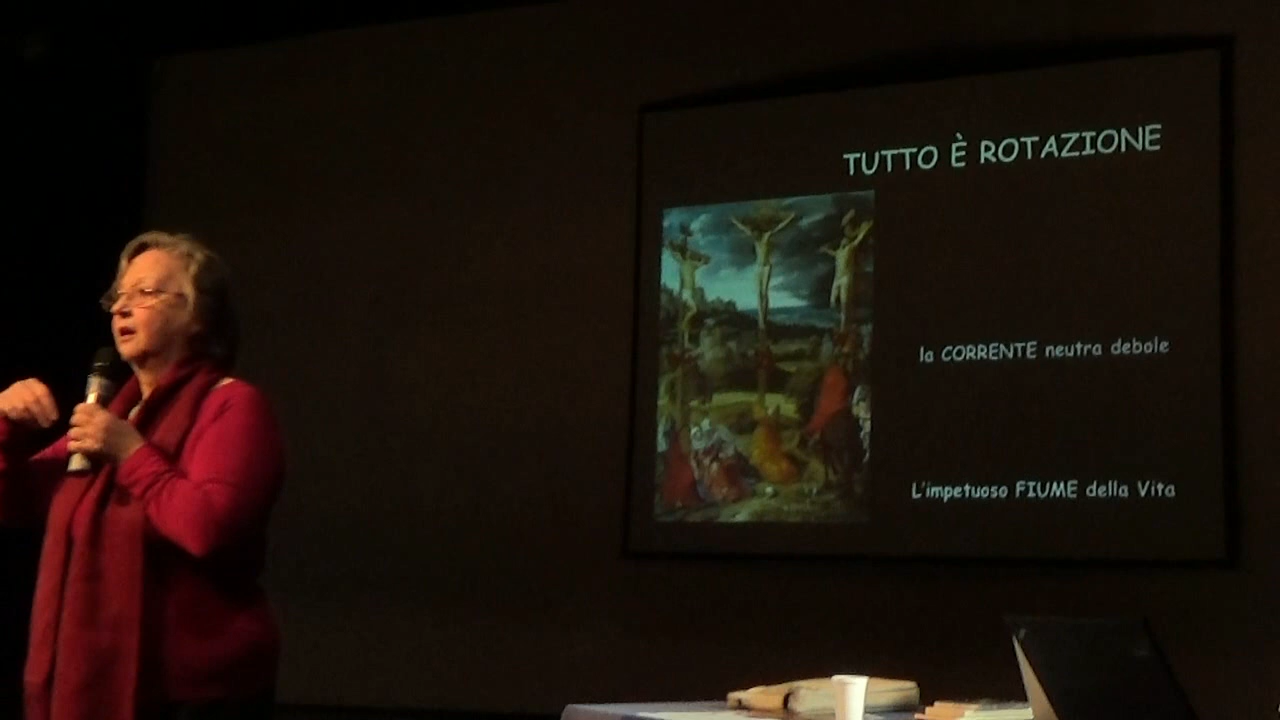 TUTTO È ROTAZIONE
la CORRENTE neutra debole
L'impetuoso FIUME della Vita